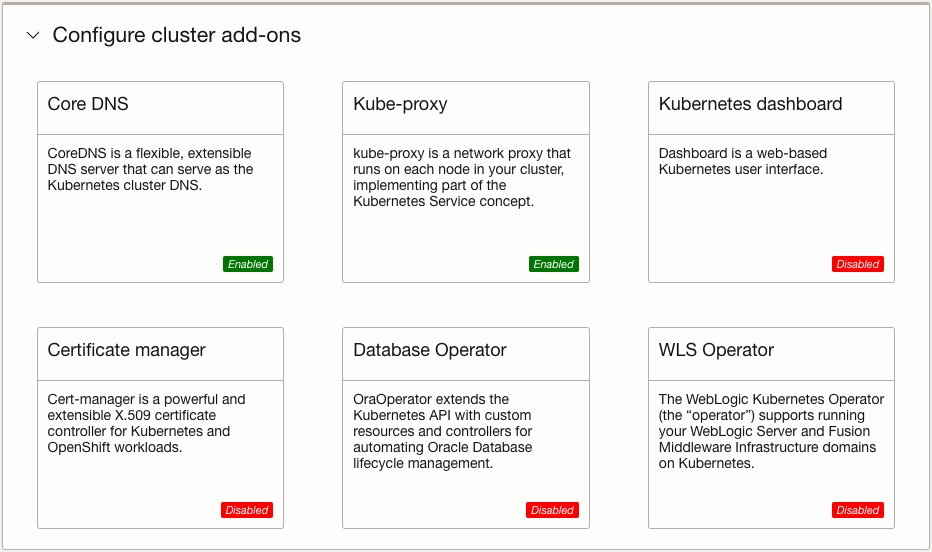 Configure cluster add-ons
Core DNS
CoreDNS is a flexible, extensible
DNS server that can serve as the
Kubernetes cluster DNS.
Enabled
Kube-proxy
kube-proxy is a network proxy that
runs on each node in your cluster,
implementing part of the
Kubernetes Service concept.
Enabled
Kubernetes dashboard
Dashboard is a web-based
Kubernetes user interface.
Disabled
Certificate manager
Cert-manager is a powerful and
extensible X.509 certificate
controller for Kubernetes and
OpenShift workloads.
Disabled
Database Operator
OraOperator extends the
Kubernetes API with custom
resources and controllers for
automating Oracle Database
lifecycle management.
Disabled
WLS Operator
The WebLogic Kubernetes Operator
(the “operator”) supports running
your WebLogic Server and Fusion
Middleware Infrastructure domains
on Kubernetes.
Disabled